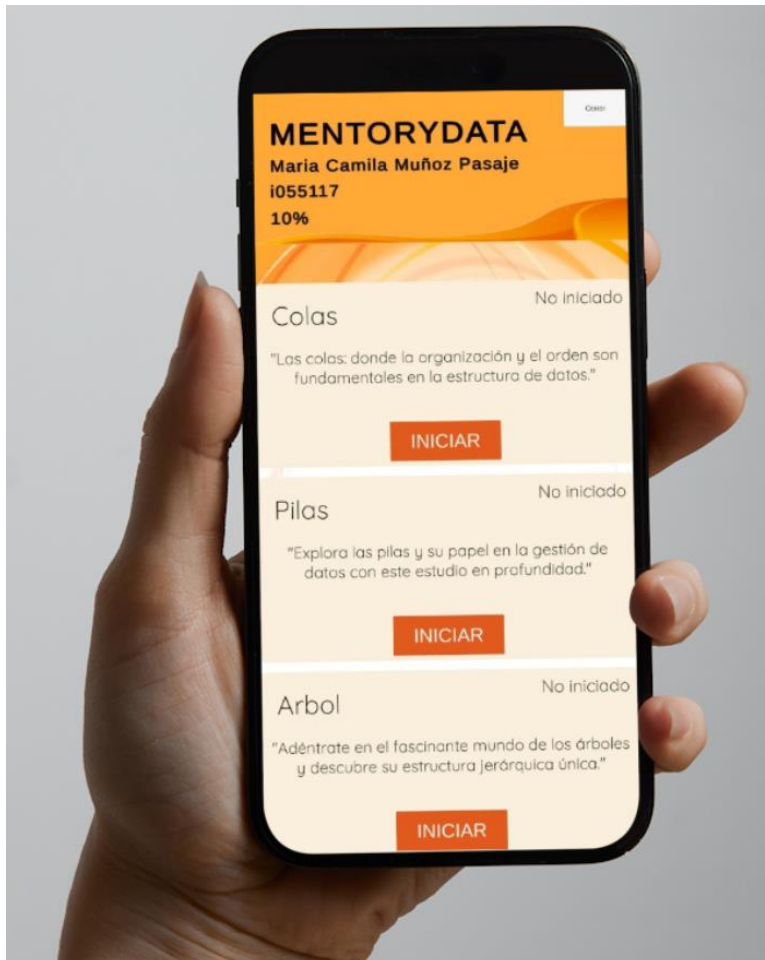 MENTORYDATA
Maria Camila Muñoz Pasaje
i055117
10%
No iniciado
Colas
"Las colas: donde la organización y el orden son
fundamentales en la estructura de datos."
INICIAR
No iniciado
Pilas
"Explora las pilas y su papel en la gestión de
datos con este estudio en profundidad."
INICIAR
No iniciado
Arbol
"Adéntrate en el fascinante mundo de los árboles
y descubre su estructura jerárquica única."
INICIAR